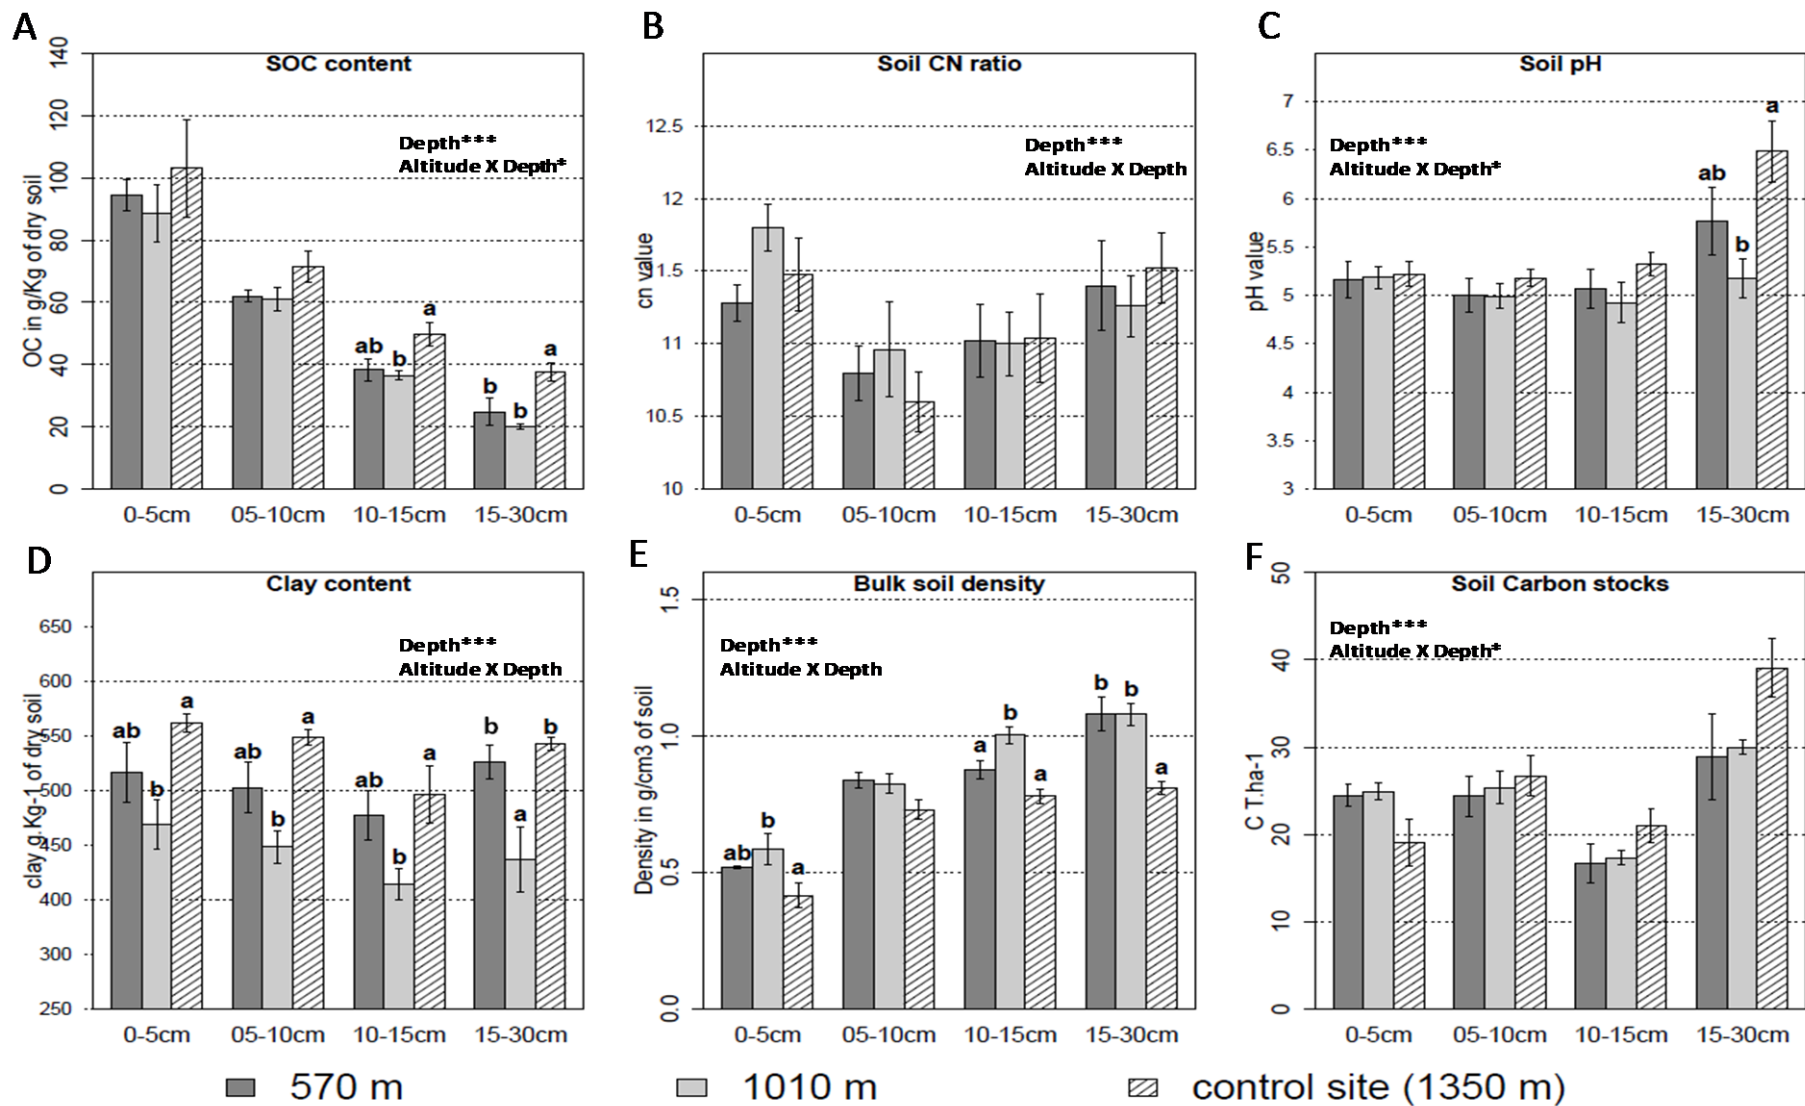 A
SOC content
OC in g/Kg of dry soil
140
120
100
80
60
40
20
0
Depth***
Altitude X Depth*
ab
b
a
b
b
a
0-5cm
05-10cm
10-15cm
15-30cm
B
Soil CN ratio
cn value
12.5
12
11.5
11
10.5
10
Depth***
Altitude X Depth
0-5cm
05-10cm
10-15cm
15-30cm
C
Soil pH
pH value
7
6.5
6
5.5
5
4.5
4
3.5
3
Depth***
Altitude X Depth*
ab
b
a
0-5cm
05-10cm
10-15cm
15-30cm
D
Clay content
clay g.Kg-1 of dry soil
650
600
550
500
450
400
300
250
Depth***
Altitude X Depth
ab
b
a
ab
b
a
ab
b
a
b
a
b
0-5cm
05-10cm
10-15cm
15-30cm
E
Bulk soil density
Density in g/cm3 of soil
1.5
1.0
0.5
0.0
Depth***
Altitude X Depth
ab
b
a
a
b
a
b
b
a
0-5cm
05-10cm
10-15cm
15-30cm
F
Soil Carbon stocks
C T.ha-1
50
40
30
20
10
0
Depth***
Altitude X Depth*
0-5cm
05-10cm
10-15cm
15-30cm
570 m
1010 m
control site (1350 m)